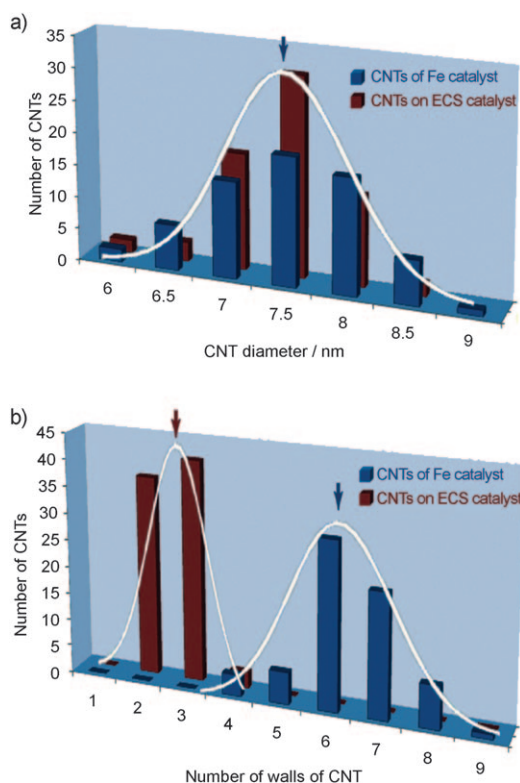 a)
35
30
25
20
15
10
5
0
Number of CNTs
CNTs of Fe catalyst
CNTs on ECS catalyst
6 6.5 7 7.5 8 8.5 9
CNT diameter / nm
b)
45
40
35
30
25
20
15
10
5
0
Number of CNTs
CNTs of Fe catalyst
CNTs on ECS catalyst
1 2 3 4 5 6 7 8 9
Number of walls of CNT